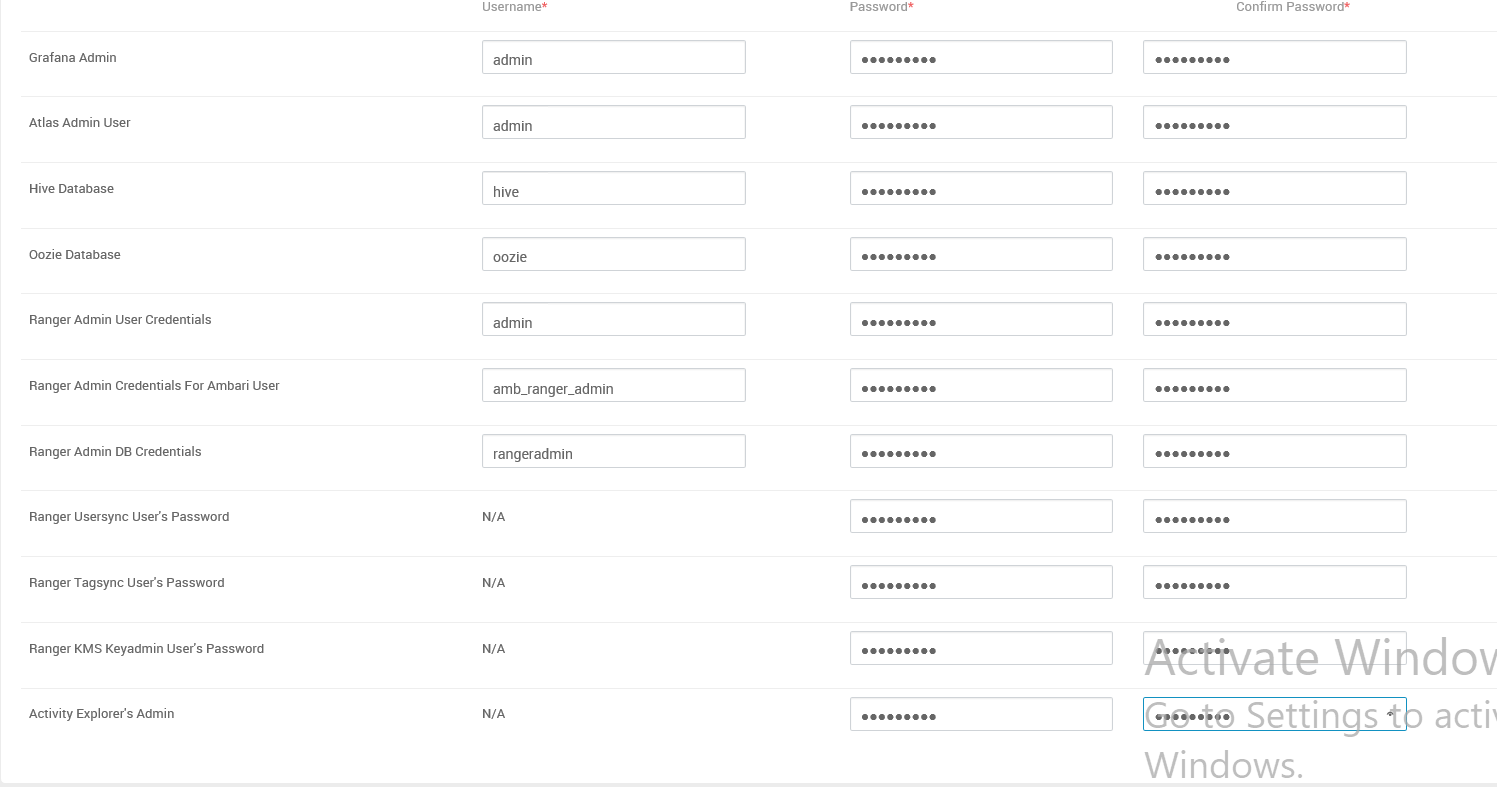 Username* Password* Confirm Password*
Grafana Admin admin ●●●●●●●●● ●●●●●●●●●
Atlas Admin User admin ●●●●●●●●● ●●●●●●●●●
Hive Database hive ●●●●●●●●● ●●●●●●●●●
Oozie Database oozie ●●●●●●●●● ●●●●●●●●●
Ranger Admin User Credentials admin ●●●●●●●●● ●●●●●●●●●
Ranger Admin Credentials For Ambari User amb_ranger_admin ●●●●●●●●● ●●●●●●●●●
Ranger Admin DB Credentials rangeradmin ●●●●●●●●● ●●●●●●●●●
Ranger Usersync User's Password N/A ●●●●●●●●● ●●●●●●●●●
Ranger Tagsync User's Password N/A ●●●●●●●●● ●●●●●●●●●
Ranger KMS Keyadmin User's Password N/A ●●●●●●●●● ●●●●●●●●●
Activity Explorer's Admin N/A ●●●●●●●●● ●●●●●●●●●
Activate Window
Go to Settings to activ
Windows.